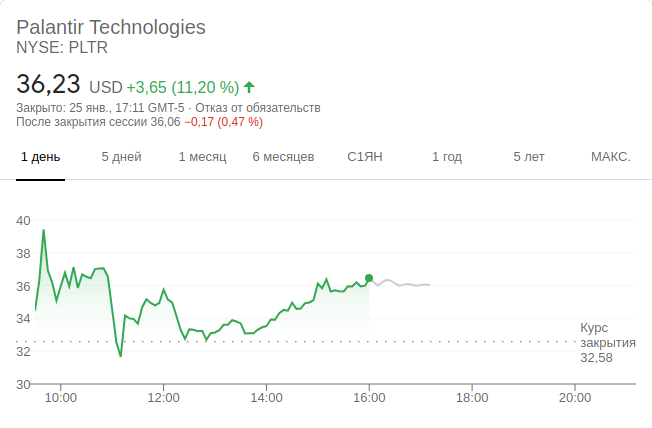 Palantir Technologies
NYSE: PLTR
36,23 USD +3,65 (11,20 %)
Закрыто: 25 янв., 17:11 GMT-5 · Отказ от обязательств
После закрытия сессии 36,06 −0,17 (0,47 %)
1 день 5 дней 1 месяц 6 месяцев С1ЯН 1 год 5 лет МАКС.
40
38
36
34
32
30
Курс
закрытия
32,58
10:00 12:00 14:00 16:00 18:00 20:00